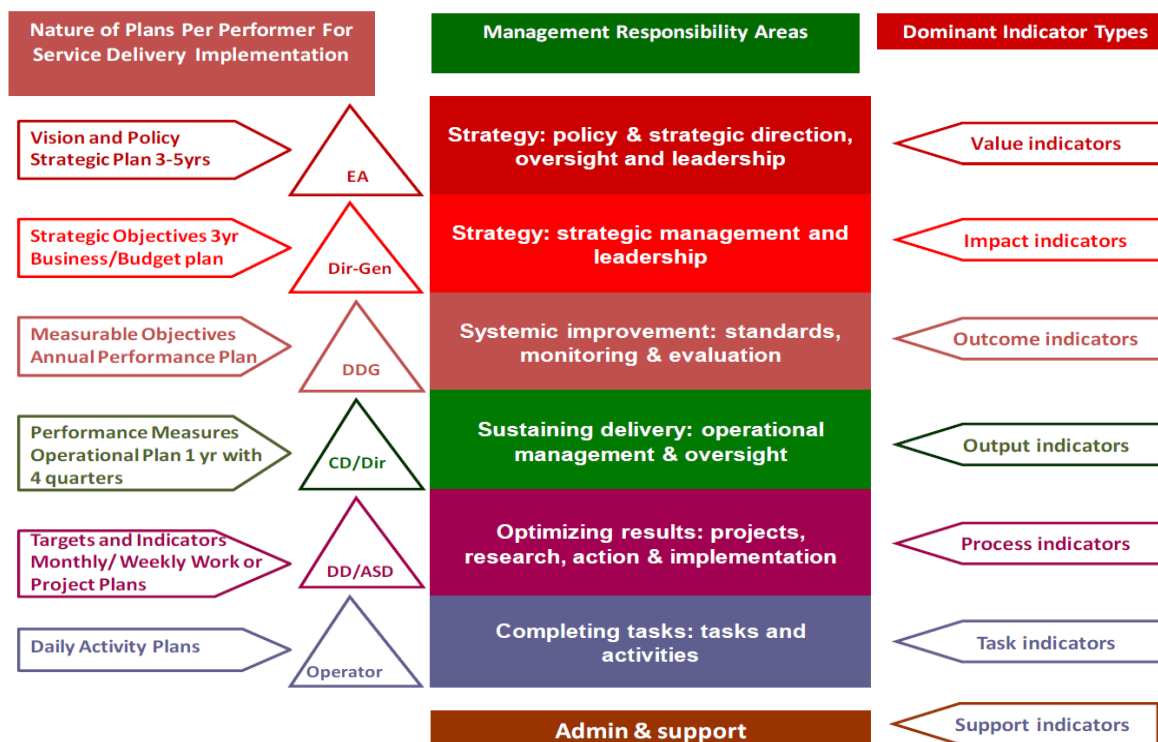 Nature of Plans Per Performer For
Service Delivery Implementation
Management Responsibility Areas
Dominant Indicator Types
Vision and Policy
Strategic Plan 3-5yrs
EA
Strategy: policy & strategic direction,
oversight and leadership
Value indicators
Strategic Objectives 3yr
Business/Budget plan
Dir-Gen
Strategy: strategic management and
leadership
Impact indicators
Measurable Objectives
Annual Performance Plan
DDG
Systemic improvement: standards,
monitoring & evaluation
Outcome indicators
Performance Measures
Operational Plan 1 yr with
4 quarters
CD/Dir
Sustaining delivery: operational
management & oversight
Output indicators
Targets and Indicators
Monthly/ Weekly Work or
Project Plans
DD/ASD
Optimizing results: projects,
research, action & implementation
Process indicators
Daily Activity Plans
Operator
Completing tasks: tasks and
activities
Task indicators
Admin & support
Support indicators